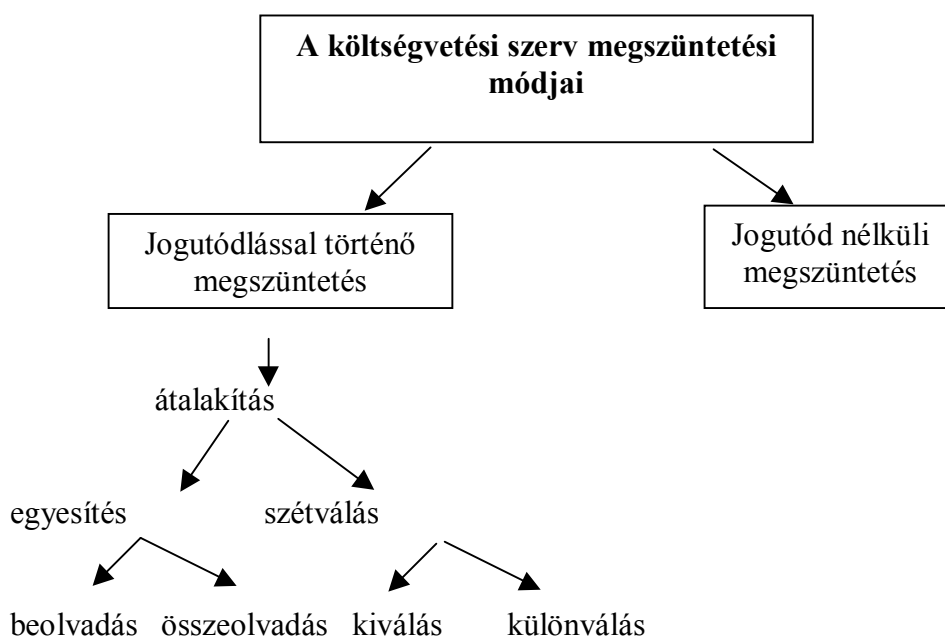 A költségvetési szerv megszüntetési
módjai
Jogutódlással történő
megszüntetés
Jogutód nélküli
megszüntetés
átalakítás
egyesítés
szétválás
beolvadás
összeolvadás
kiválás
különválás